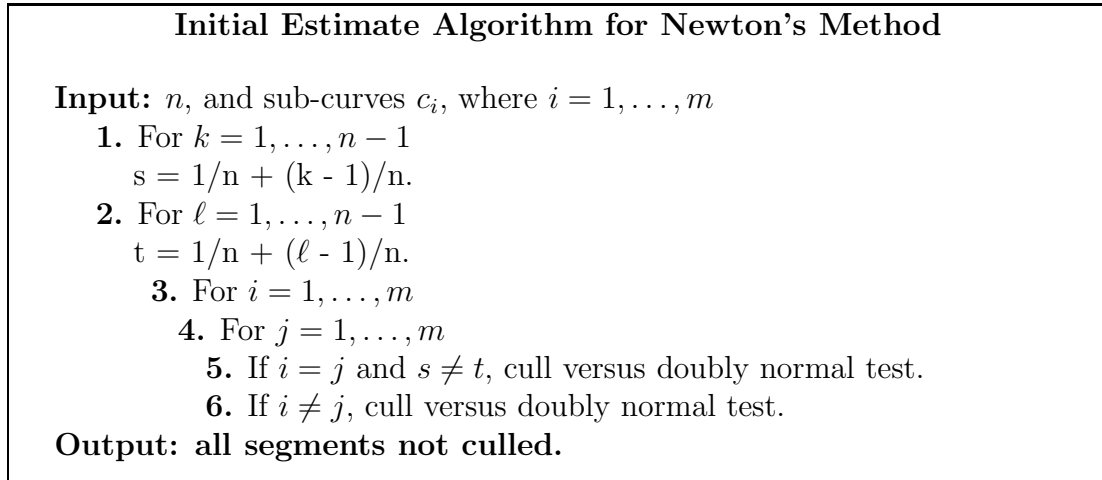 Initial Estimate Algorithm for Newton's Method
Input: n, and sub-curves c_i, where i = 1, . . . , m
1. For k = 1, . . . , n − 1
s = 1/n + (k - 1)/n.
2. For ℓ = 1, . . . , n − 1
t = 1/n + (ℓ - 1)/n.
3. For i = 1, . . . , m
4. For j = 1, . . . , m
5. If i = j and s ≠ t, cull versus doubly normal test.
6. If i ≠ j, cull versus doubly normal test.
Output: all segments not culled.